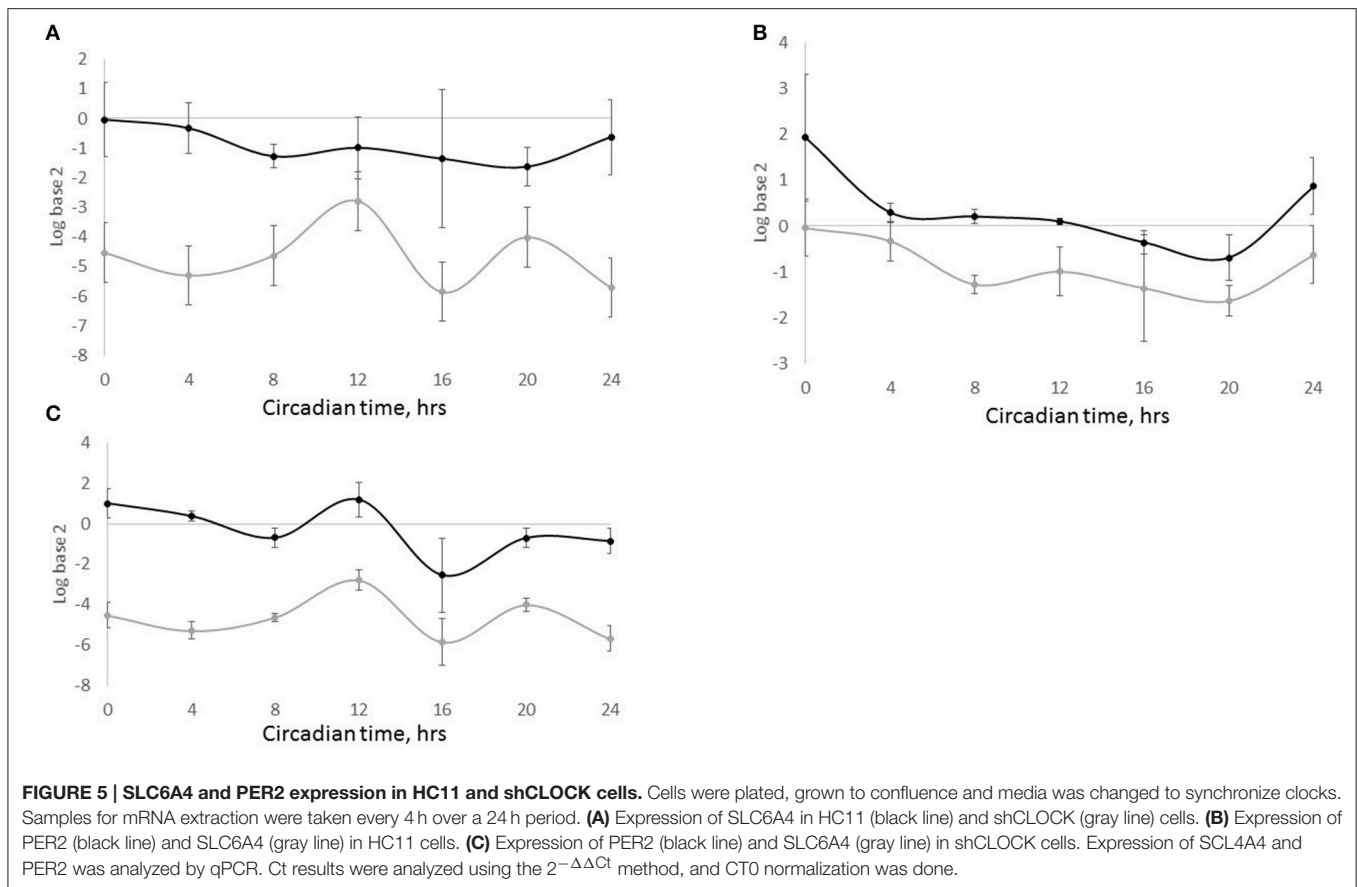 A
2
1
0
-1
-2
-3
-4
-5
-6
-7
-8
Log base 2
0 4 8 12 16 20 24
Circadian time, hrs
B
4
3
2
1
0
-1
-2
-3
Log base 2
0 4 8 12 16 20 24
Circadian time, hrs
C
4
2
0
-2
-4
-6
-8
Log base 2
0 4 8 12 16 20 24
Circadian time, hrs
FIGURE 5 | SLC6A4 and PER2 expression in HC11 and shCLOCK cells. Cells were plated, grown to confluence and media was changed to synchronize clocks.
Samples for mRNA extraction were taken every 4 h over a 24 h period. (A) Expression of SLC6A4 in HC11 (black line) and shCLOCK (gray line) cells. (B) Expression of
PER2 (black line) and SLC6A4 (gray line) in HC11 cells. (C) Expression of PER2 (black line) and SLC6A4 (gray line) in shCLOCK cells. Expression of SCL4A4 and
PER2 was analyzed by qPCR. Ct results were analyzed using the 2−ΔΔCt method, and CT0 normalization was done.